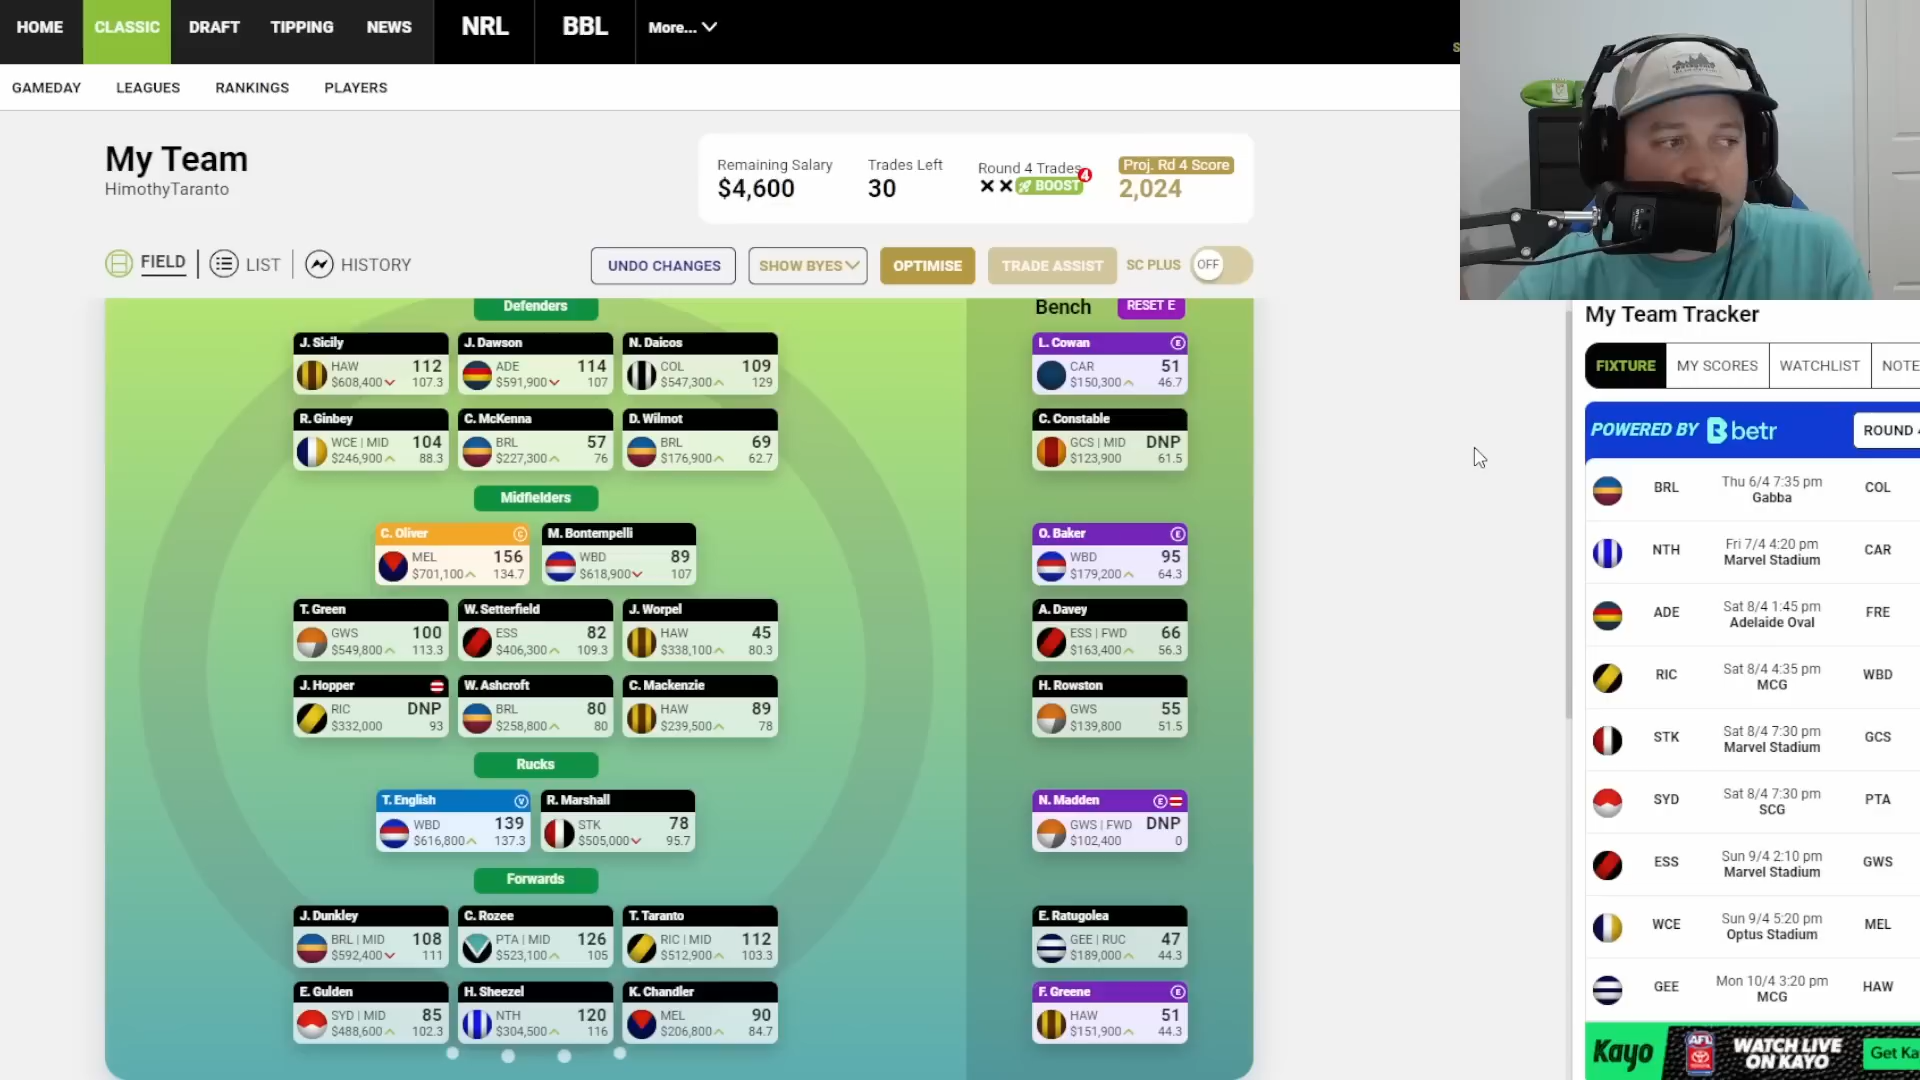 HOME CLASSIC DRAFT TIPPING NEWS NRL BBL More...
GAMEDAY LEAGUES RANKINGS PLAYERS
My Team
HimothyTaranto
Remaining Salary
$4,600
Trades Left
30
Round 4 Trades
BOOST 4
Proj. Rd 4 Score
2,024
FIELD LIST HISTORY
UNDO CHANGES SHOW BYES OPTIMISE TRADE ASSIST SC PLUS OFF
Defenders
J. Sicily
HAW 112
$608,400 107.3
J. Dawson
ADE 114
$591,900 107
N. Daicos
COL 109
$547,300 129
R. Ginbey
WCE | MID 104
$246,900 88.3
C. McKenna
BRL 57
$227,300 76
D. Wilmot
BRL 69
$176,900 62.7
Midfielders
C. Oliver C
MEL 156
$701,100 134.7
M. Bontempelli
WBD 89
$618,900 107
T. Green
GWS 100
$549,800 113.3
W. Setterfield
ESS 82
$406,300 109.3
J. Worpel
HAW 45
$338,100 80.3
J. Hopper
RIC DNP
$332,000 93
W. Ashcroft
BRL 80
$258,800 80
C. Mackenzie
HAW 89
$239,500 78
Rucks
T. English V
WBD 139
$616,800 137.3
R. Marshall
STK 78
$505,000 95.7
Forwards
J. Dunkley
BRL | MID 108
$592,400 111
C. Rozee
PTA | MID 126
$523,100 105
T. Taranto
RIC | MID 112
$512,900 103.3
E. Gulden
SYD | MID 85
$488,600 102.3
H. Sheezel
NTH 120
$304,500 116
K. Chandler
MEL 90
$206,800 84.7
Bench RESET E
L. Cowan E
CAR 51
$150,300 46.7
C. Constable
GCS | MID DNP
$123,900 61.5
O. Baker E
WBD 95
$179,200 64.3
A. Davey
ESS | FWD 66
$163,400 56.3
H. Rowston
GWS 55
$139,800 51.5
N. Madden E
GWS | FWD DNP
$102,400 0
E. Ratugolea
GEE | RUC 47
$189,000 44.3
F. Greene E
HAW 51
$151,900 44.3
My Team Tracker
FIXTURE MY SCORES WATCHLIST NOTE
POWERED BY betr ROUND
BRL Thu 6/4 7:35 pm COL
Gabba
NTH Fri 7/4 4:20 pm CAR
Marvel Stadium
ADE Sat 8/4 1:45 pm FRE
Adelaide Oval
RIC Sat 8/4 4:35 pm WBD
MCG
STK Sat 8/4 7:30 pm GCS
Marvel Stadium
SYD Sat 8/4 7:30 pm PTA
SCG
ESS Sun 9/4 2:10 pm GWS
Marvel Stadium
WCE Sun 9/4 5:20 pm MEL
Optus Stadium
GEE Mon 10/4 3:20 pm HAW
MCG
Kayo AFL WATCH LIVE
ON KAYO Get Ka